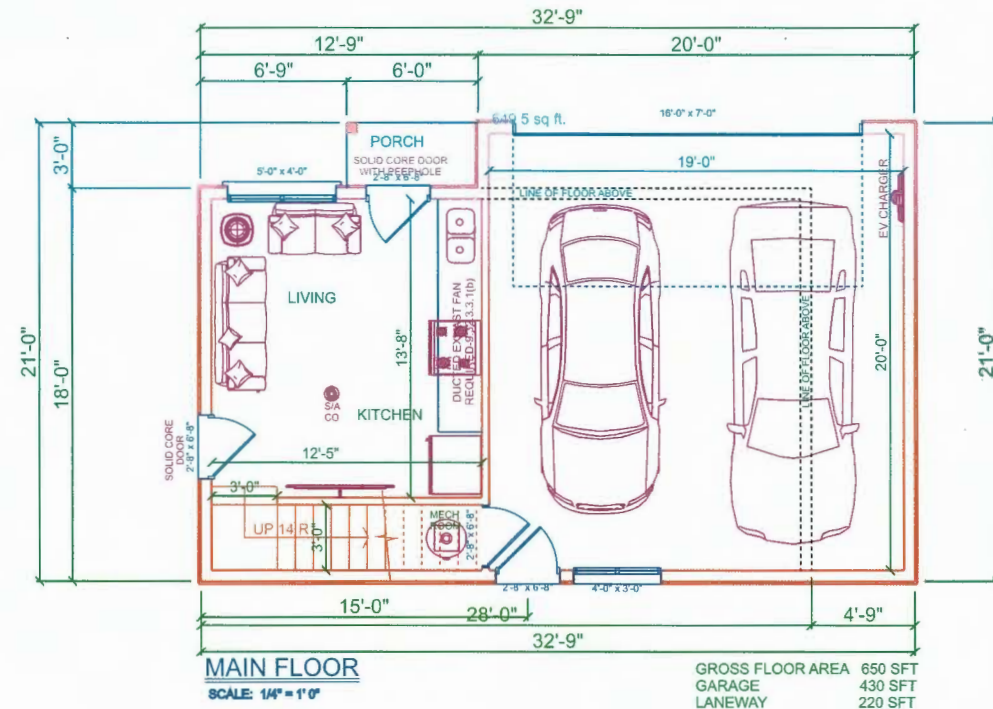 32'-9"
12'-9"
20'-0"
6'-9"
6'-0"
649.5 sq ft.
16'-0" x 7'-0"
3'-0"
PORCH
SOLID CORE DOOR
WITH PEEPHOLE
2'-8" x 6'-8"
5'-0" x 4'-0"
19'-0"
EV CHARGER
LINE OF FLOOR ABOVE
LIVING
DUCTED EXAUST FAN
13'-8"
LINE OF FLOOR ABOVE
20'-0"
21'-0"
18'-0"
21'-0"
S/A
CO
KITCHEN
SOLID CORE
DOOR
2'-8" x 6'-8"
12'-5"
3'-0"
MECH
ROOM
UP 14 R
3'-0"
2'-8" x 6'-8"
2'-8" x 6'-8"
4'-0" x 3'-0"
15'-0"
28'-0"
4'-9"
32'-9"
MAIN FLOOR
SCALE: 1/4" = 1' 0"
GROSS FLOOR AREA 650 SFT
GARAGE 430 SFT
LANEWAY 220 SFT